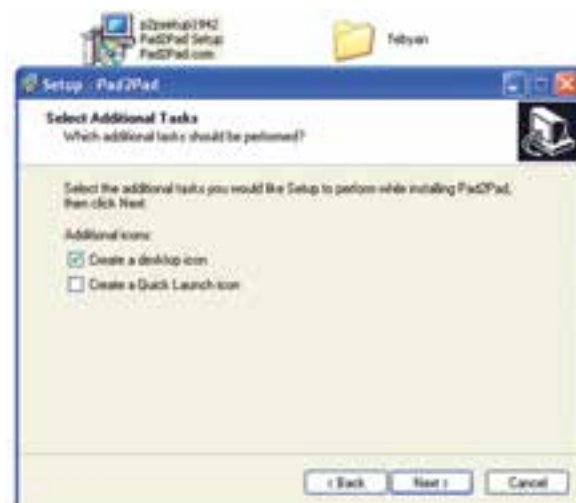 p2psetup1942
Pad2Pad Setup
Pad2Pad.com
febyan
Setup - Pad2Pad
Select Additional Tasks
Which additional tasks should be performed?
Select the additional tasks you would like Setup to perform while installing Pad2Pad,
then click Next.
Additional icons:
Create a desktop icon
Create a Quick Launch icon
< Back
Next >
Cancel